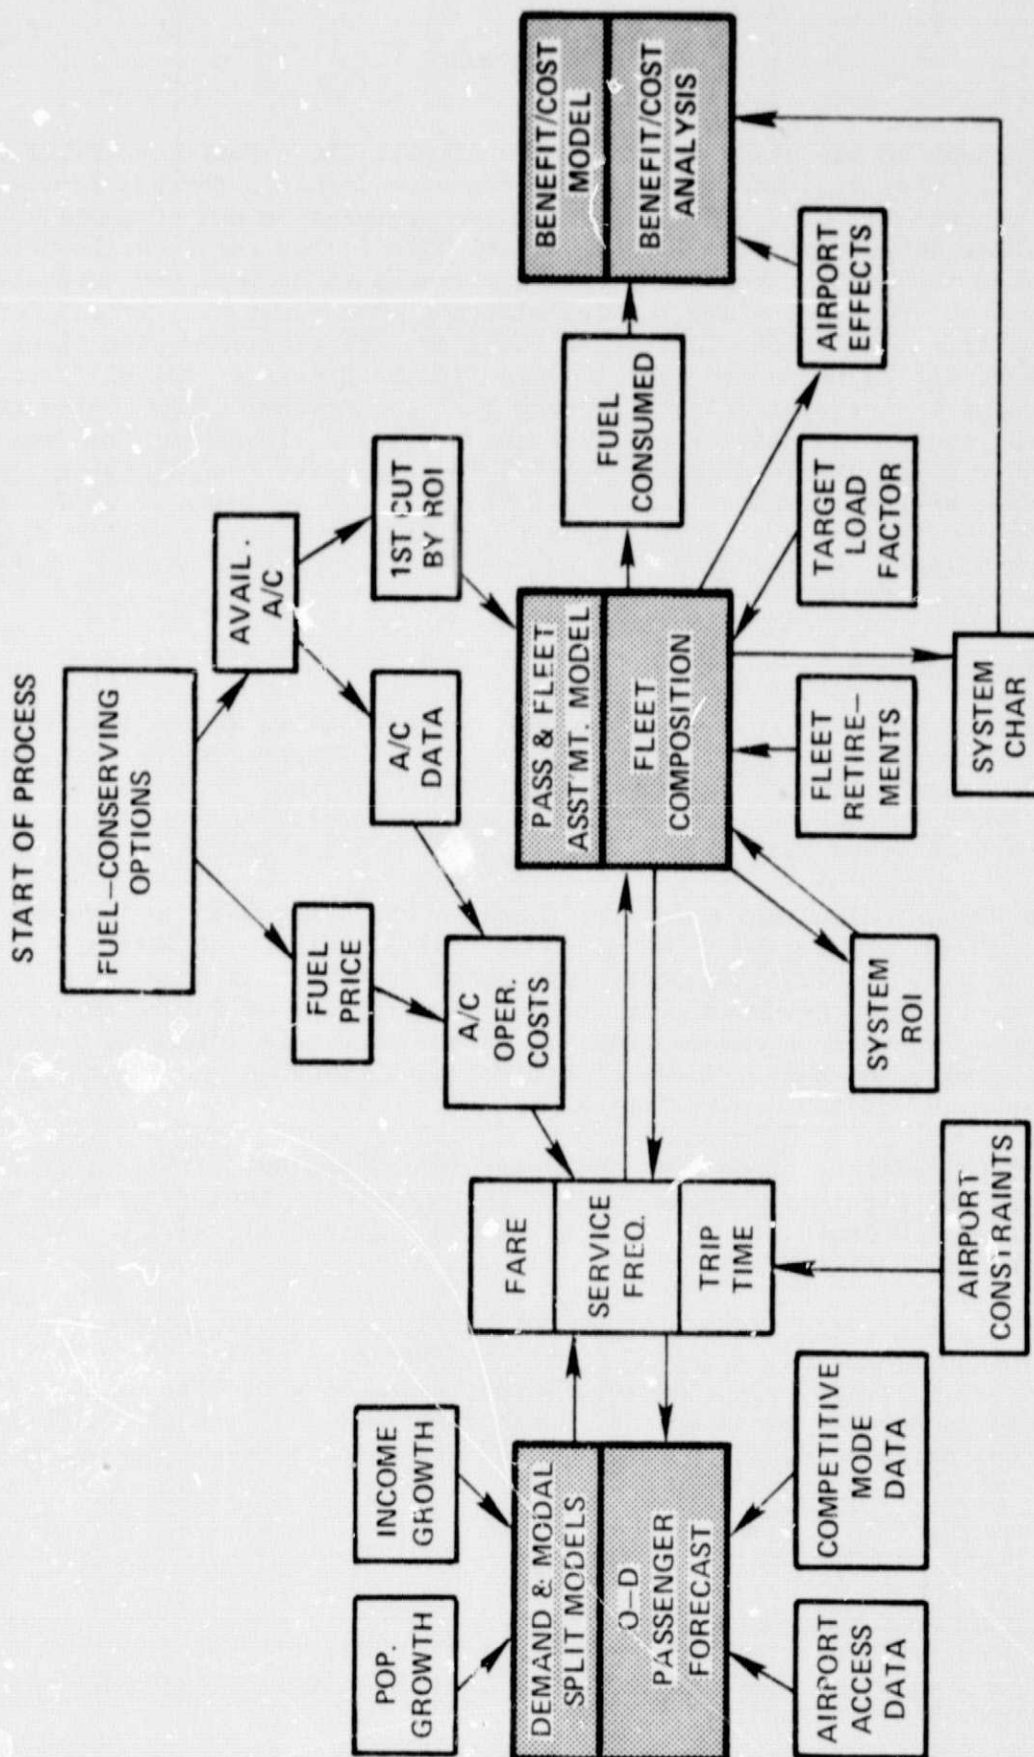 START OF PROCESS
FUEL-CONSERVING
OPTIONS
FUEL
PRICE
AVAIL.
A/C
A/C
DATA
1ST CUT
BY ROI
A/C
OPER.
COSTS
POP.
GROWTH
INCOME
GROWTH
DEMAND & MODAL
SPLIT MODELS
O-D
PASSENGER
FORECAST
FARE
SERVICE
FREQ.
TRIP
TIME
PASS & FLEET
ASST'MT. MODEL
FLEET
COMPOSITION
FUEL
CONSUMED
BENEFIT/COST
MODEL
BENEFIT/COST
ANALYSIS
AIRPORT
ACCESS
DATA
COMPETITIVE
MODE
DATA
AIRPORT
CONSTRAINTS
SYSTEM
ROI
FLEET
RETIRE-
MENTS
TARGET
LOAD
FACTOR
AIRPORT
EFFECTS
SYSTEM
CHAR